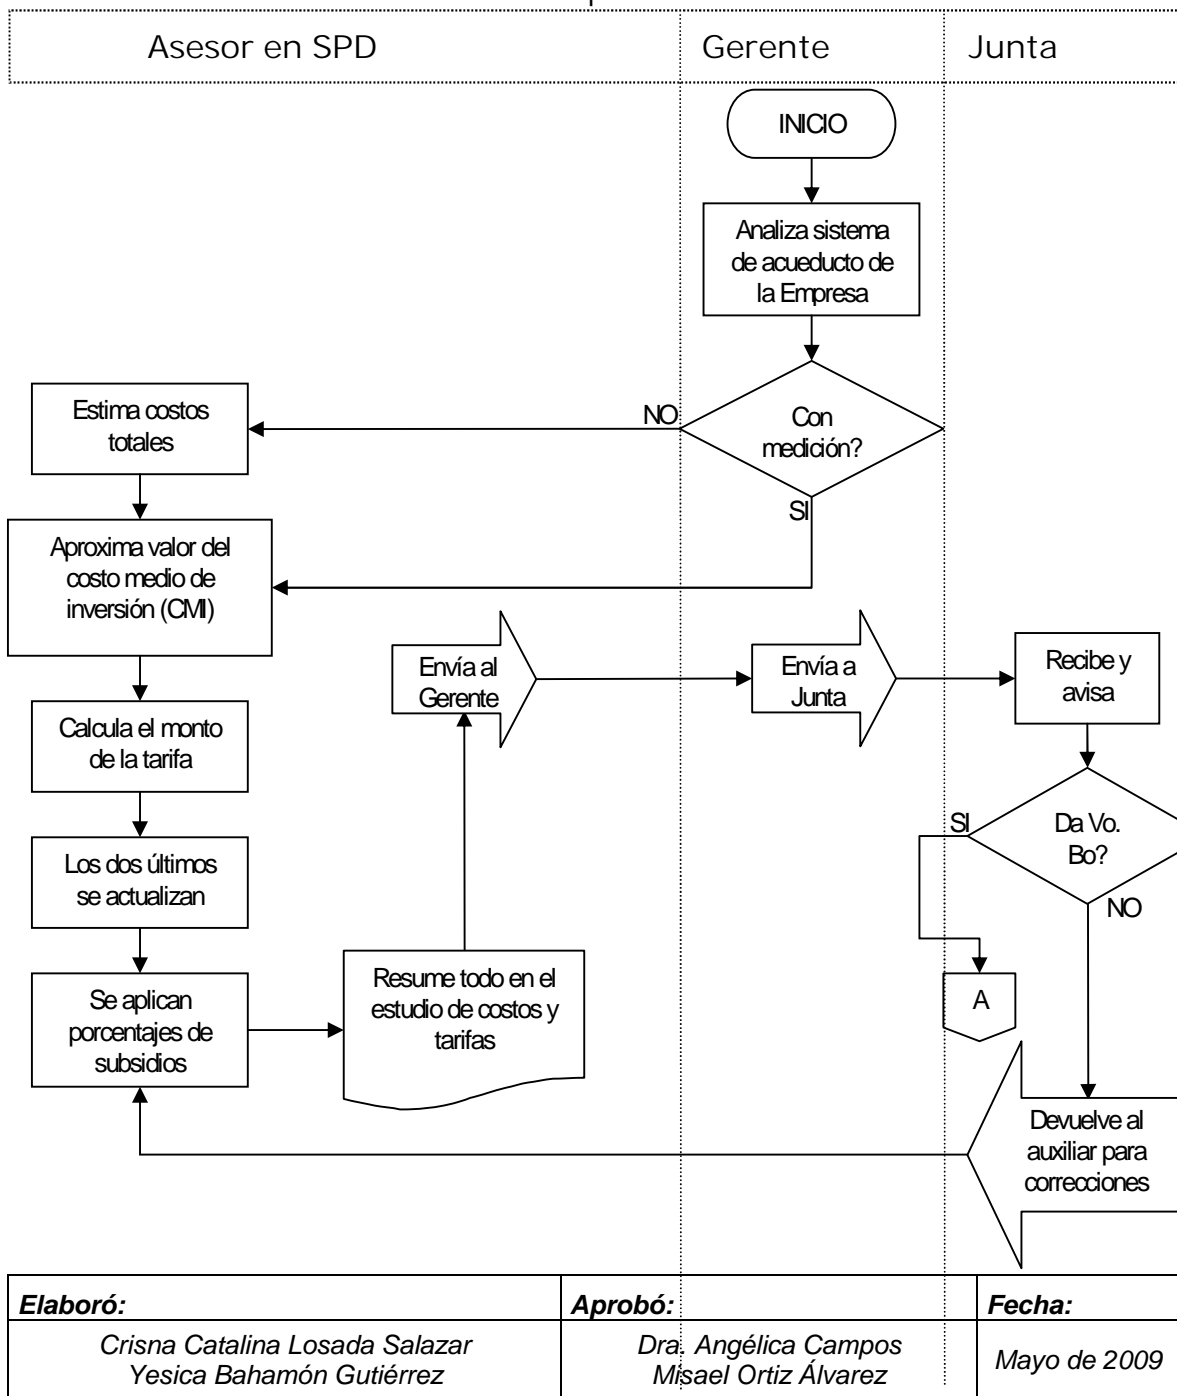 Asesor en SPD
Gerente
Junta
INICIO
Analiza sistema
de acueducto de
la Empresa
Con
medición?
NO
SI
Estima costos
totales
Aproxima valor del
costo medio de
inversión (CMI)
Calcula el monto
de la tarifa
Los dos últimos
se actualizan
Se aplican
porcentajes de
subsidios
Resume todo en el
estudio de costos y
tarifas
Envía al
Gerente
Envía a
Junta
Recibe y
avisa
Da Vo.
Bo?
SI
NO
A
Devuelve al
auxiliar para
correcciones
Elaboró:
Aprobó:
Fecha:
Crisna Catalina Losada Salazar
Yesica Bahamón Gutiérrez
Dra. Angélica Campos
Misael Ortiz Álvarez
Mayo de 2009